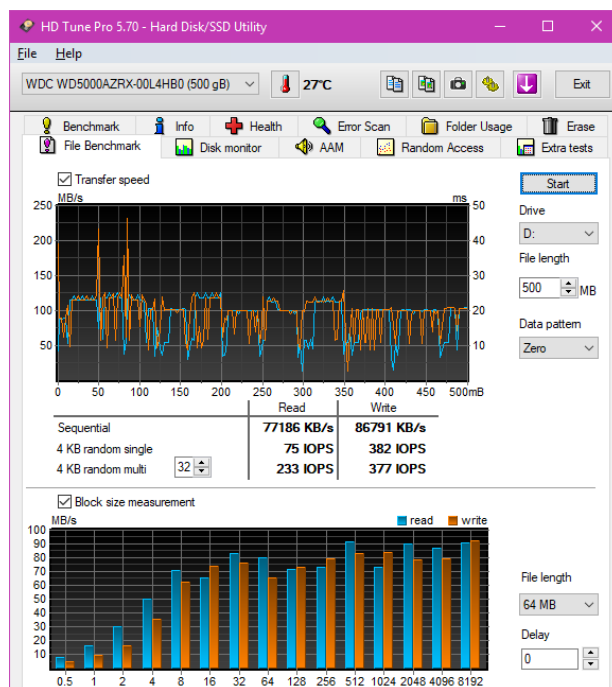 HD Tune Pro 5.70 - Hard Disk/SSD Utility
File Help
WDC WD5000AZRX-00L4HB0 (500 gB) 27°C Exit
Benchmark Info Health Error Scan Folder Usage Erase
File Benchmark Disk monitor AAM Random Access Extra tests
Transfer speed Start
MB/s ms
250 50
200 40
150 30
100 20
50 10
0 50 100 150 200 250 300 350 400 450 500mB
Drive
D:
File length
500 MB
Data pattern
Zero
Read Write
Sequential 77186 KB/s 86791 KB/s
4 KB random single 75 IOPS 382 IOPS
4 KB random multi 32 233 IOPS 377 IOPS
Block size measurement
MB/s read write
100
90
80
70
60
50
40
30
20
10
0.5 1 2 4 8 16 32 64 128 256 512 1024 2048 4096 8192
File length
64 MB
Delay
0